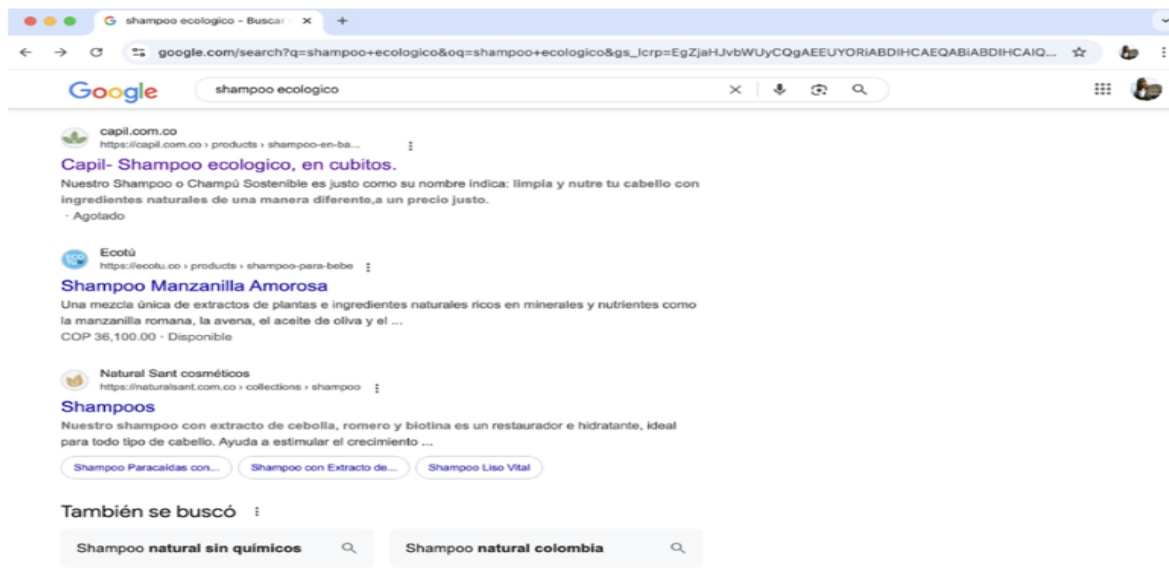 shampoo ecologico - Buscar
google.com/search?q=shampoo+ecologico&oq=shampoo+ecologico&gs_lcrp=EgZjaHJvbWUyCQgAEEUYORiABDIHCAEQABiABDIHCAIQ...
Google
shampoo ecologico
capil.com.co
https://capil.com.co › products › shampoo-en-ba...
Capil- Shampoo ecologico, en cubitos.
Nuestro Shampoo o Champú Sostenible es justo como su nombre indica: limpia y nutre tu cabello con
ingredientes naturales de una manera diferente,a un precio justo.
· Agotado
Ecotú
https://ecotu.co › products › shampoo-para-bebe
Shampoo Manzanilla Amorosa
Una mezcla única de extractos de plantas e ingredientes naturales ricos en minerales y nutrientes como
la manzanilla romana, la avena, el aceite de oliva y el ...
COP 36,100.00 · Disponible
Natural Sant cosméticos
https://naturalsant.com.co › collections › shampoo
Shampoos
Nuestro shampoo con extracto de cebolla, romero y biotina es un restaurador e hidratante, ideal
para todo tipo de cabello. Ayuda a estimular el crecimiento ...
Shampoo Paracaídas con...
Shampoo con Extracto de...
Shampoo Liso Vital
También se buscó
Shampoo natural sin químicos
Shampoo natural colombia